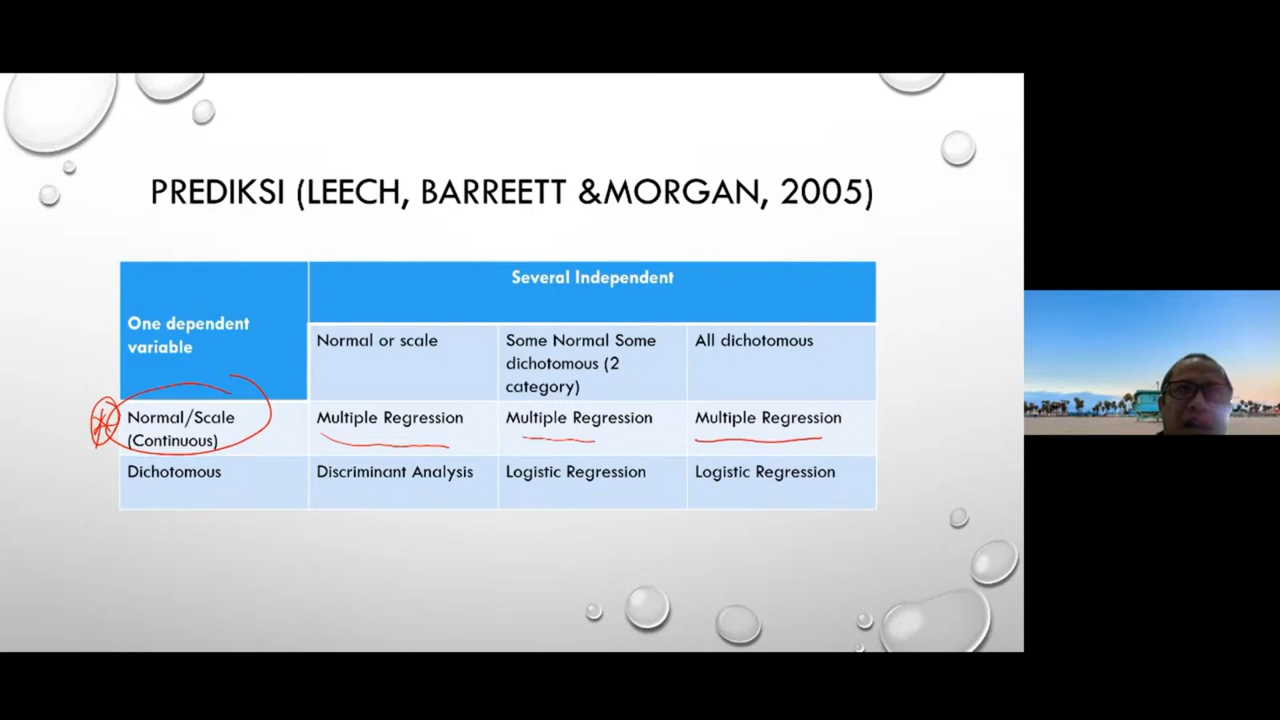 PREDIKSI (LEECH, BARREETT &MORGAN, 2005)
One dependent
variable
Several Independent
Normal or scale
Some Normal Some
dichotomous (2
category)
All dichotomous
Normal/Scale
(Continuous)
Multiple Regression
Multiple Regression
Multiple Regression
Dichotomous
Discriminant Analysis
Logistic Regression
Logistic Regression